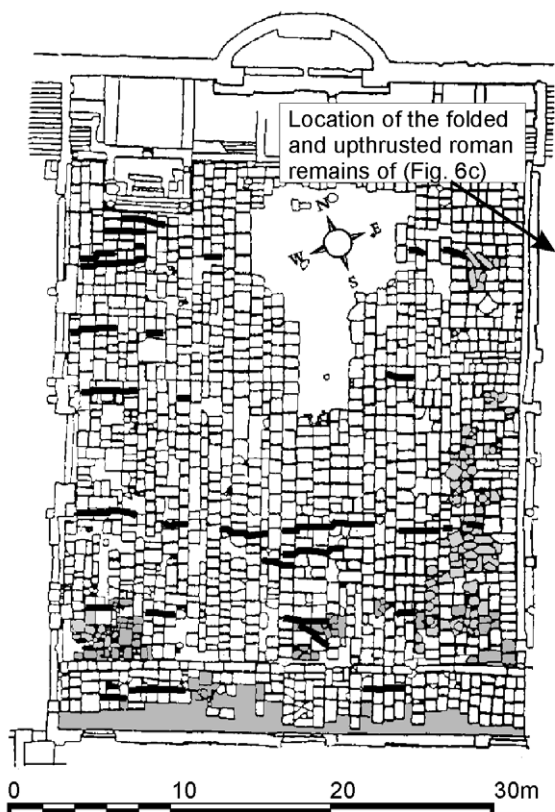 Location of the folded
and upthrusted roman
remains of (Fig. 6c)
N
E
W
S
0 10 20 30m